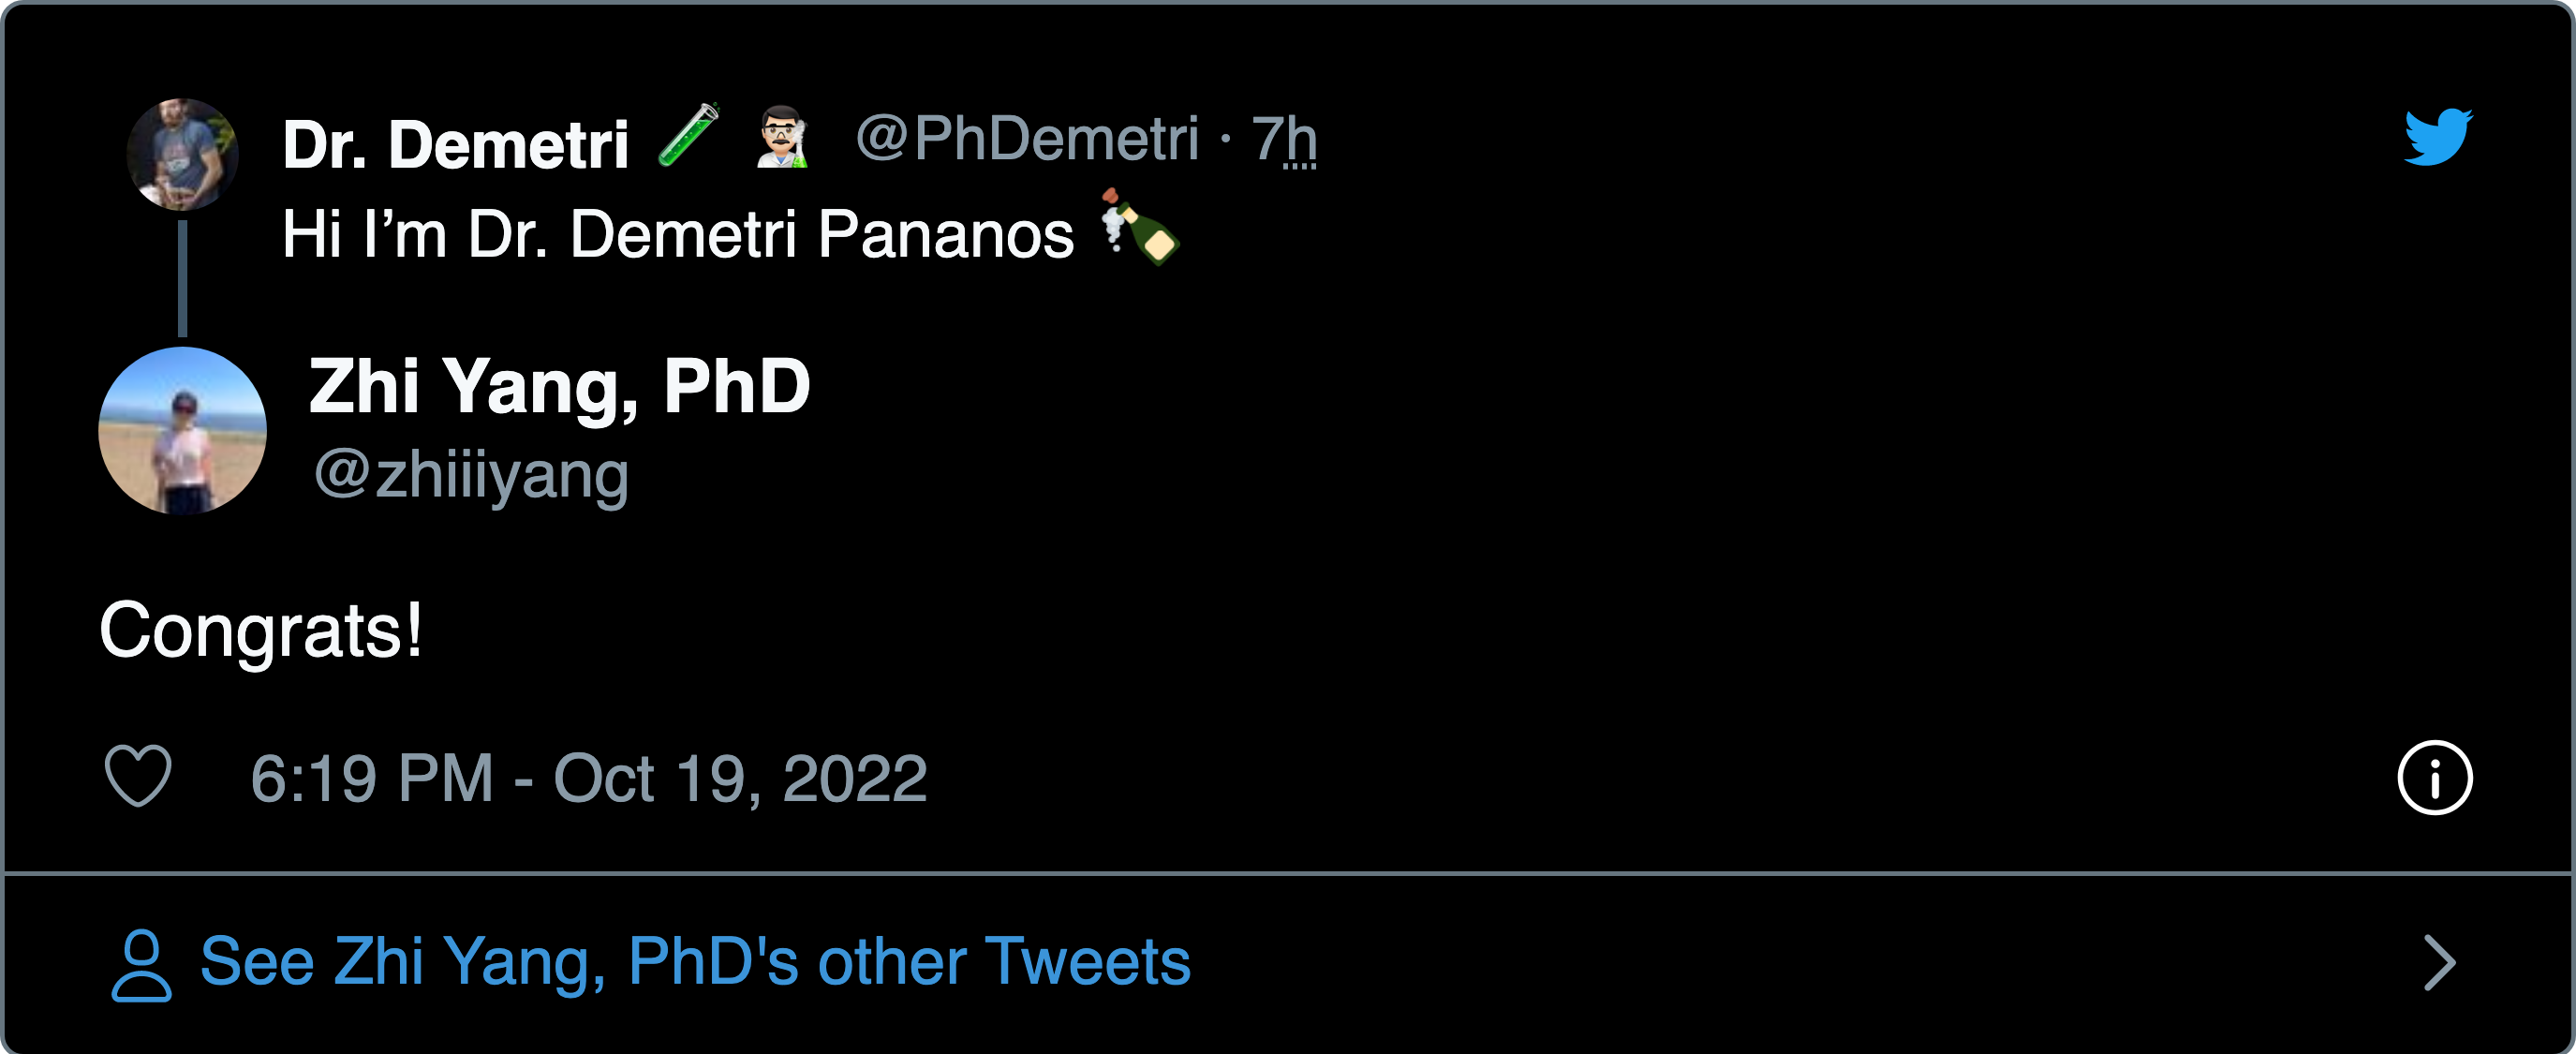 Dr. Demetri 🧪 👨🏻‍🔬 @PhDemetri · 7h
Hi I’m Dr. Demetri Pananos 🍾
Zhi Yang, PhD
@zhiiiyang
Congrats!
6:19 PM - Oct 19, 2022
See Zhi Yang, PhD's other Tweets